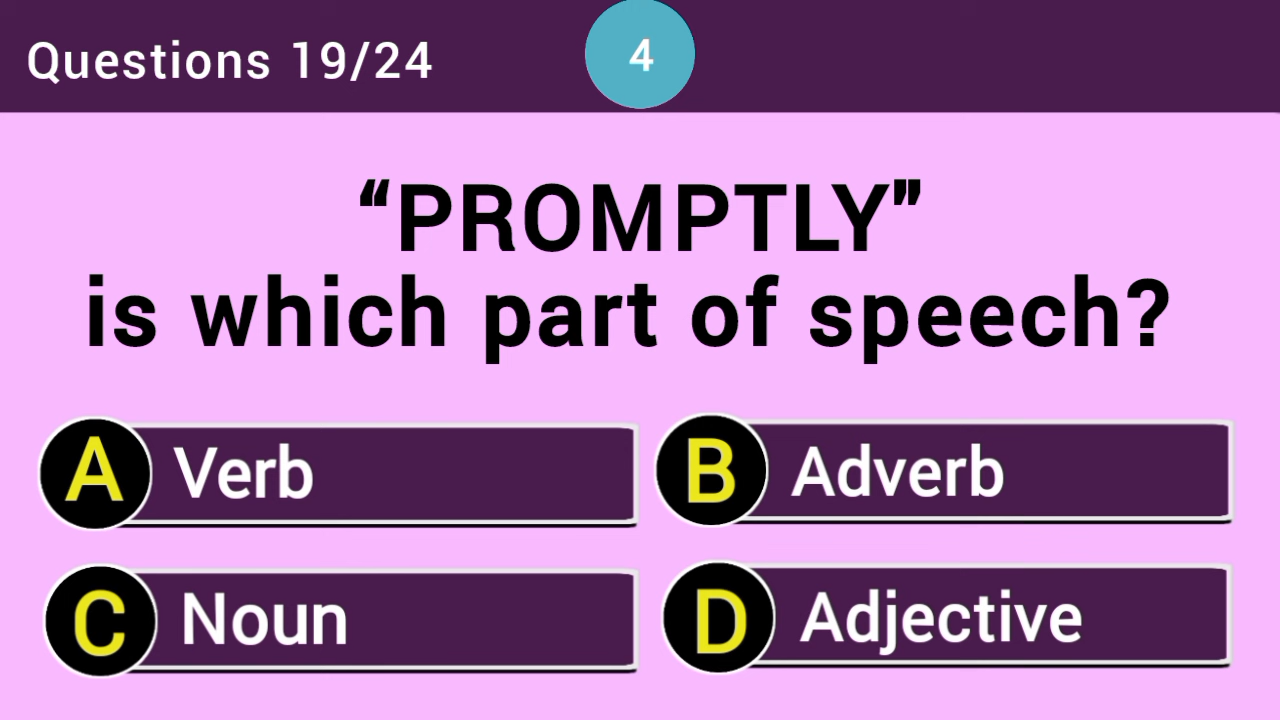 Questions 19/24
4
“PROMPTLY”
is which part of speech?
A Verb
B Adverb
C Noun
D Adjective